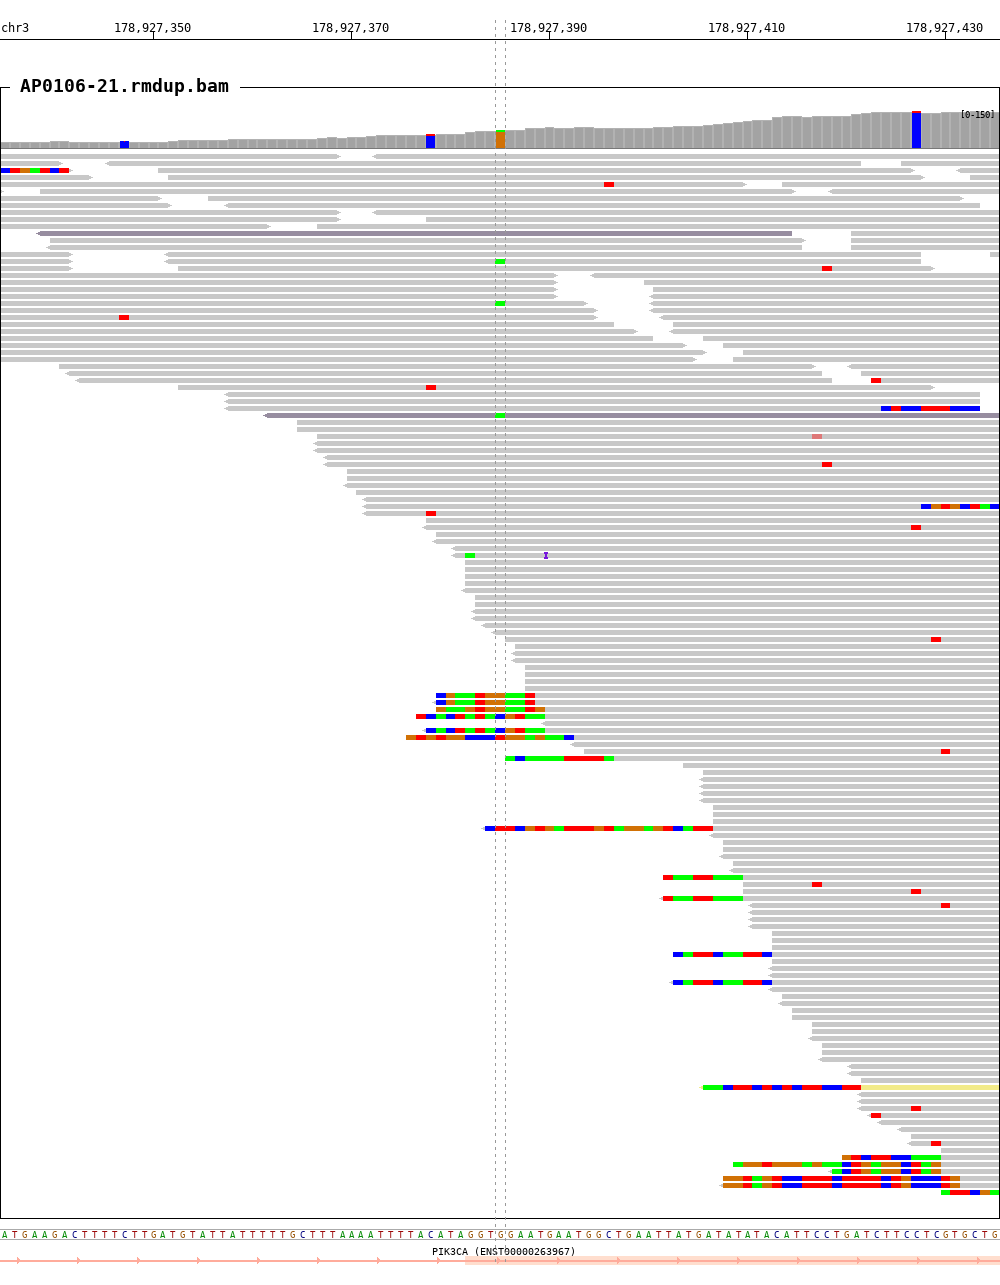 chr3 178,927,350 178,927,370 178,927,390 178,927,410 178,927,430
AP0106-21.rmdup.bam
[0-150]
ATGAAGACTTTTCTTGATGTATTATTTTTGCTTTAAAATTTTACATAGGTGGAATGAATGGCTGAATTATGATATATACATTCCTGATCTTCCTCGTGCTG
PIK3CA (ENST00000263967)